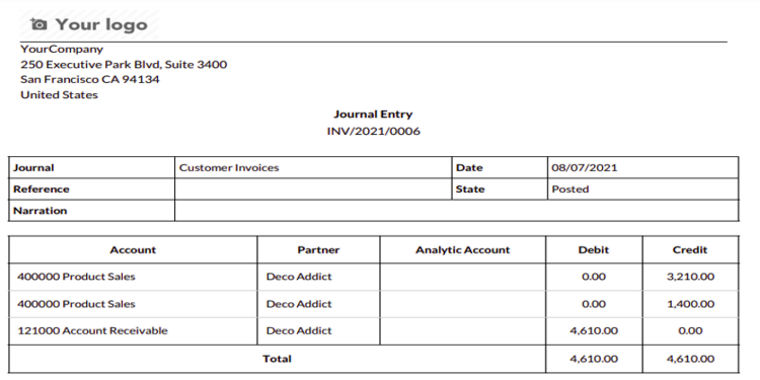 Your logo
YourCompany
250 Executive Park Blvd, Suite 3400
San Francisco CA 94134
United States
Journal Entry
INV/2021/0006
Journal Customer Invoices Date 08/07/2021
Reference State Posted
Narration
Account Partner Analytic Account Debit Credit
400000 Product Sales Deco Addict 0.00 3,210.00
400000 Product Sales Deco Addict 0.00 1,400.00
121000 Account Receivable Deco Addict 4,610.00 0.00
Total 4,610.00 4,610.00